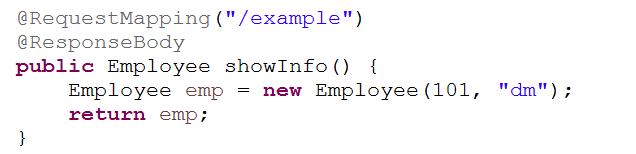 @RequestMapping("/example")
@ResponseBody
public Employee showInfo() {
    Employee emp = new Employee(101, "dm");
    return emp;
}